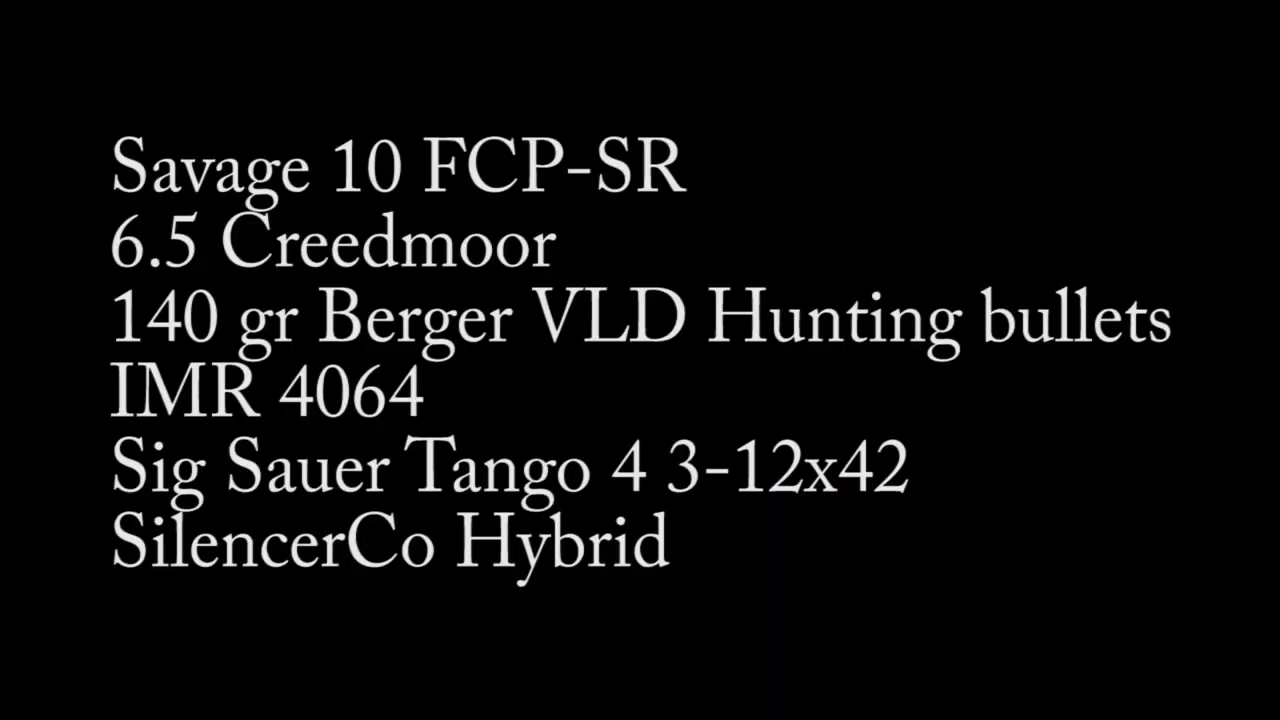 Savage 10 FCP-SR
6.5 Creedmoor
140 gr Berger VLD Hunting bullets
IMR 4064
Sig Sauer Tango 4 3-12x42
SilencerCo Hybrid